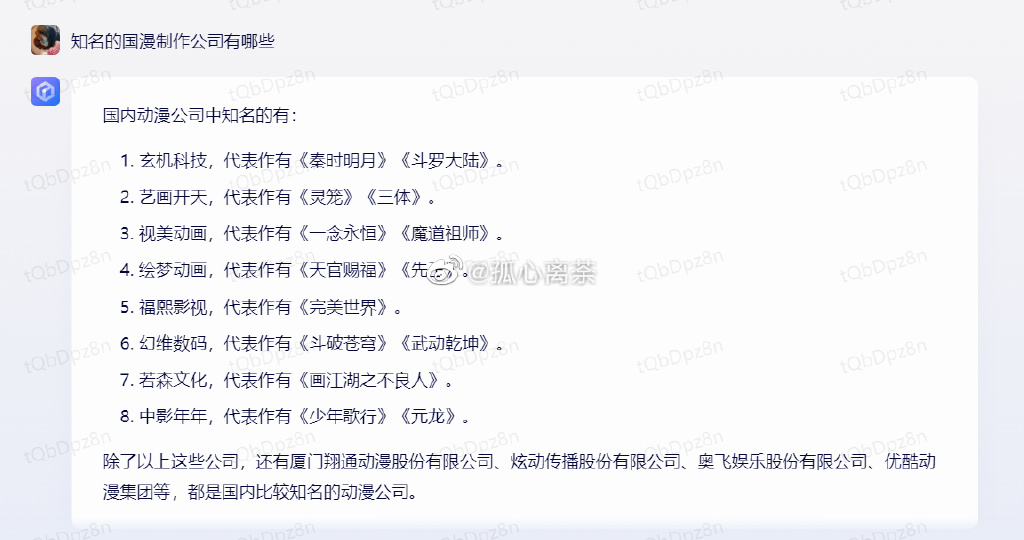 知名的国漫制作公司有哪些
国内动漫公司中知名的有：
1. 玄机科技，代表作有《秦时明月》《斗罗大陆》。
2. 艺画开天，代表作有《灵笼》《三体》。
3. 视美动画，代表作有《一念永恒》《魔道祖师》。
4. 绘梦动画，代表作有《天官赐福》《先》。
@孤心离荼
5. 福熙影视，代表作有《完美世界》。
6. 幻维数码，代表作有《斗破苍穹》《武动乾坤》。
7. 若森文化，代表作有《画江湖之不良人》。
8. 中影年年，代表作有《少年歌行》《元龙》。
除了以上这些公司，还有厦门翔通动漫股份有限公司、炫动传播股份有限公司、奥飞娱乐股份有限公司、优酷动
漫集团等，都是国内比较知名的动漫公司。
tQbDpz8n